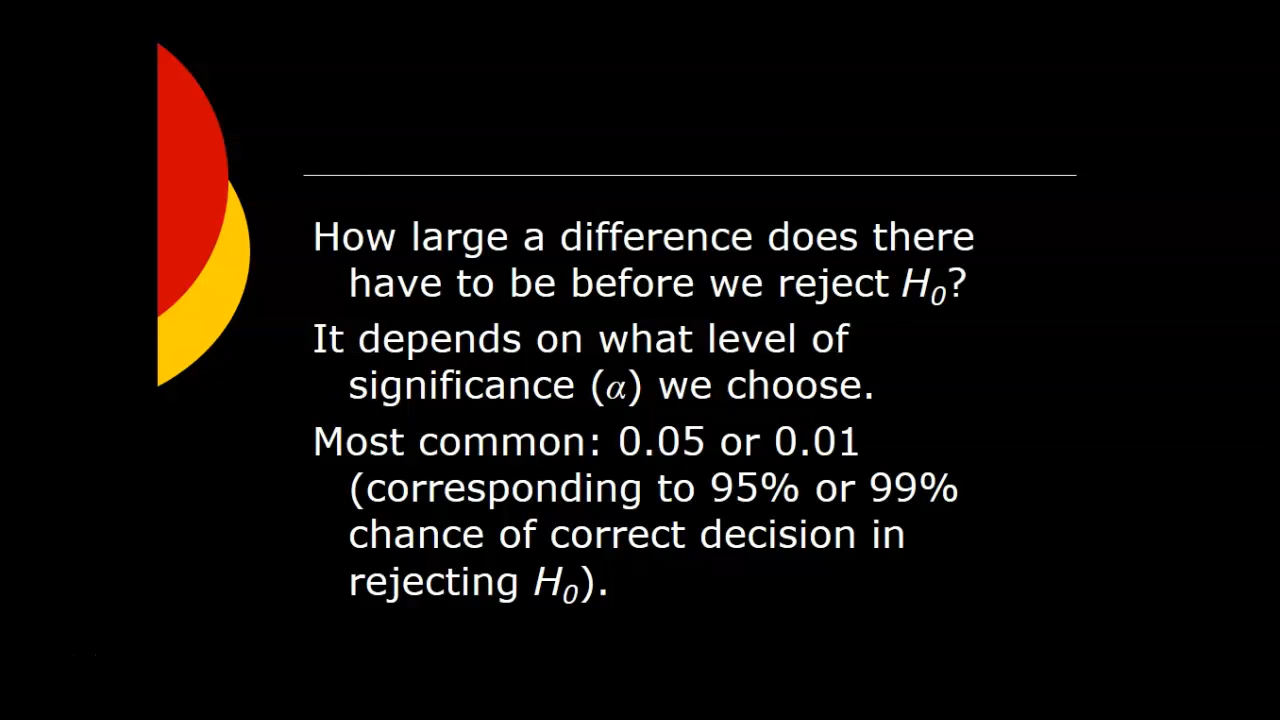 How large a difference does there
have to be before we reject H₀?
It depends on what level of
significance (α) we choose.
Most common: 0.05 or 0.01
(corresponding to 95% or 99%
chance of correct decision in
rejecting H₀).